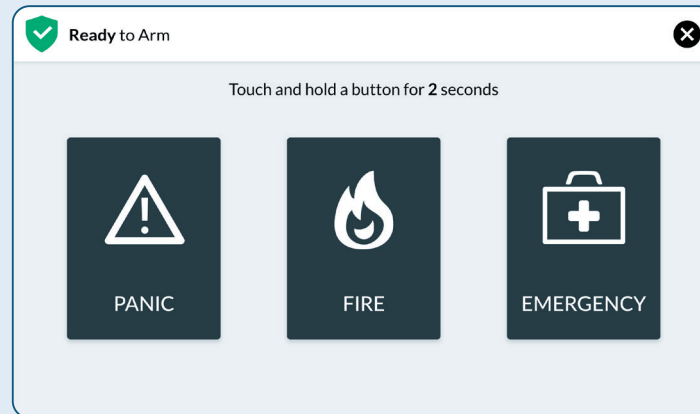 Ready to Arm
Touch and hold a button for 2 seconds
PANIC
FIRE
EMERGENCY